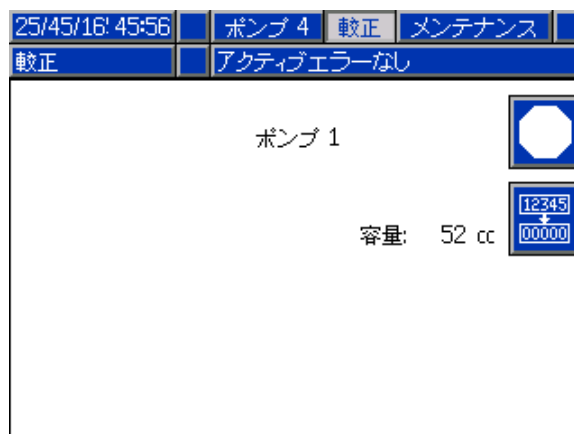 25/45/16 45:56 ポンプ 4 較正 メンテナンス
較正 アクティブエラーなし
ポンプ 1
12345
容量: 52 cc 00000